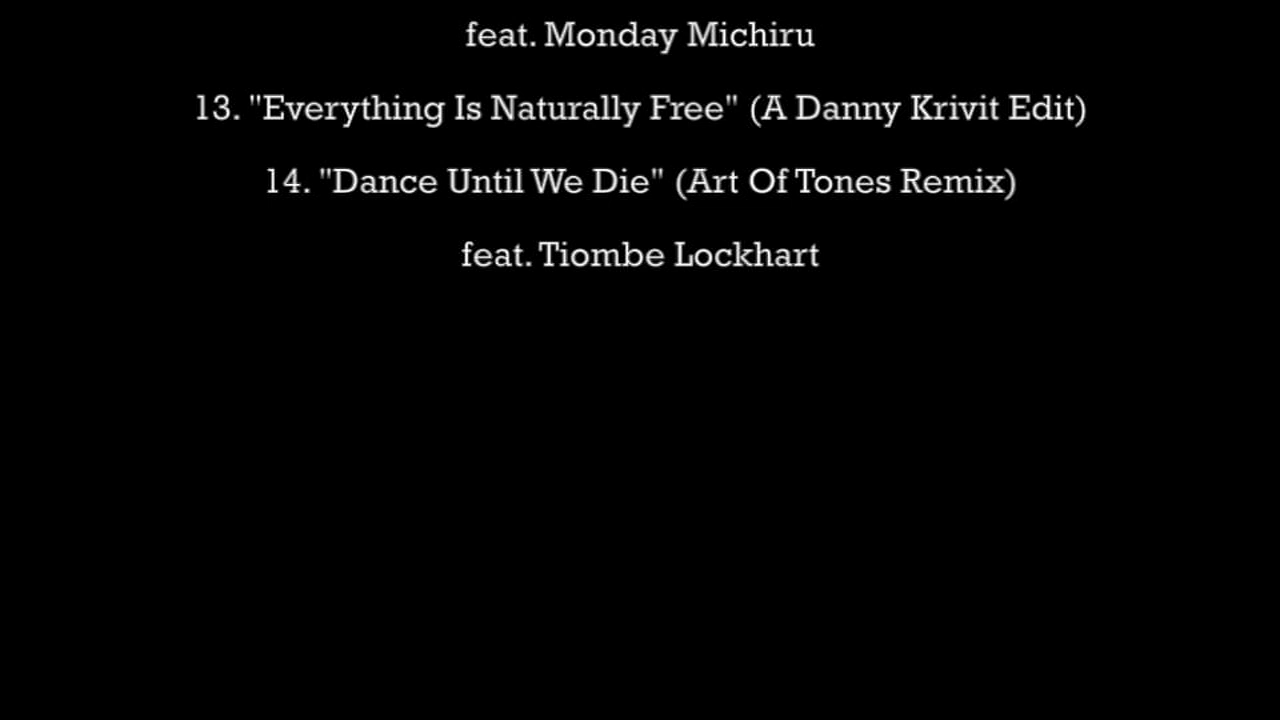 feat. Monday Michiru
13. "Everything Is Naturally Free" (A Danny Krivit Edit)
14. "Dance Until We Die" (Art Of Tones Remix)
feat. Tiombe Lockhart